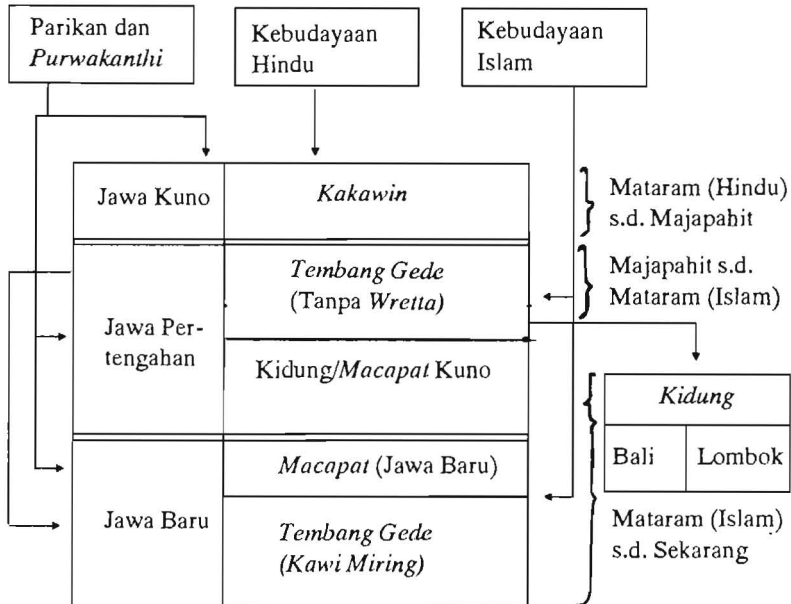 Parikan dan
Purwakanthi
Kebudayaan
Hindu
Kebudayaan
Islam
Jawa Kuno
Kakawin
Mataram (Hindu)
s.d. Majapahit
Tembang Gede
(Tanpa Wretta)
Majapahit s.d.
Mataram (Islam)
Jawa Per-
tengahan
Kidung/Macapat Kuno
Kidung
Bali
Lombok
Macapat (Jawa Baru)
Jawa Baru
Tembang Gede
(Kawi Miring)
Mataram (Islam)
s.d. Sekarang